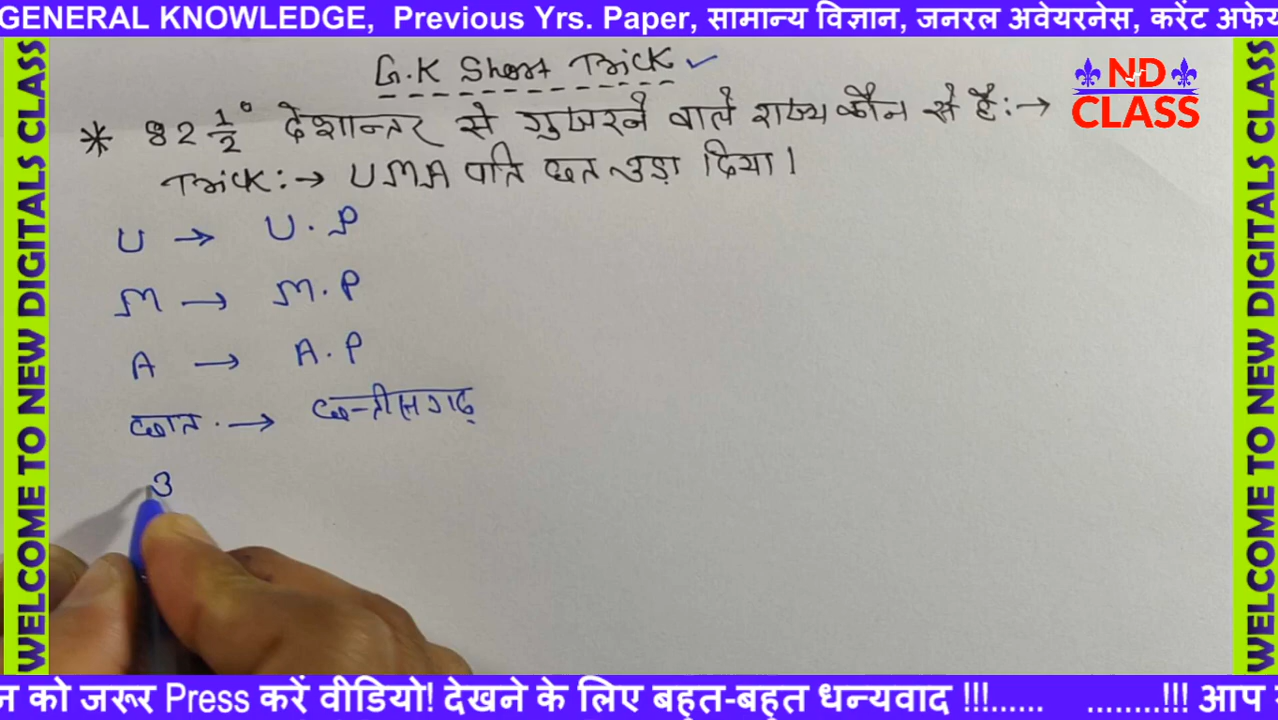 GENERAL KNOWLEDGE, Previous Yrs. Paper, सामान्य विज्ञान, जनरल अवेयरनेस, करेंट अफेय
WELCOME TO NEW DIGITALS CLASS
G.K Short Trick ✓
ND
CLASS
* 82 1/2° देशान्तर से गुजरने वाले राज्य कौन से है:→
Trick:→ UMA पति छत उड़ा दिया।
U → U.P
M → M.P
A → A.P
छत. → छत्तीसगढ़
उ
WELCOME TO NEW DIGITALS CLASS
न को जरूर Press करें वीडियो! देखने के लिए बहुत-बहुत धन्यवाद !!!...... ........!!! आप